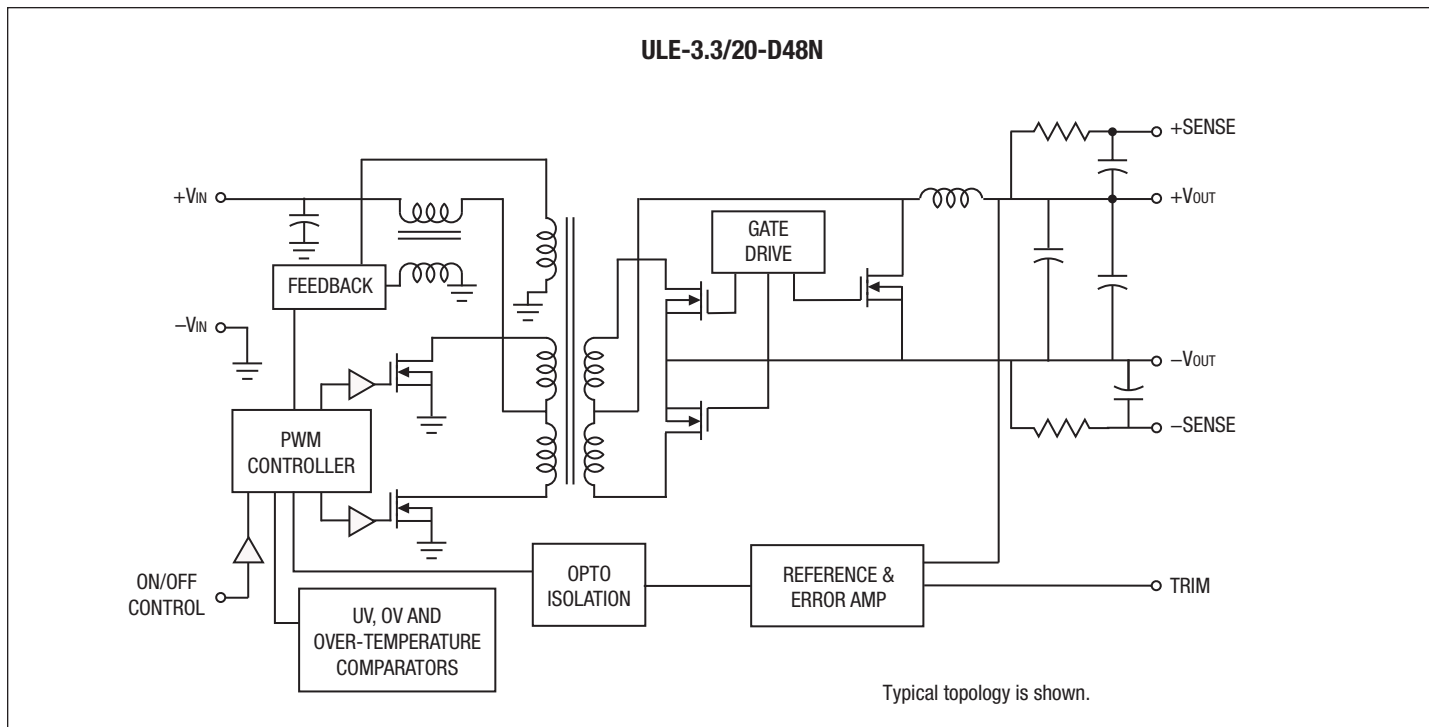 ULE-3.3/20-D48N
+SENSE
+VIN
+VOUT
GATE
DRIVE
FEEDBACK
−VIN
−VOUT
PWM
CONTROLLER
−SENSE
ON/OFF
CONTROL
OPTO
ISOLATION
REFERENCE &
ERROR AMP
TRIM
UV, OV AND
OVER-TEMPERATURE
COMPARATORS
Typical topology is shown.